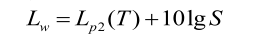 L_w = L_{p2}(T) + 10 lg S